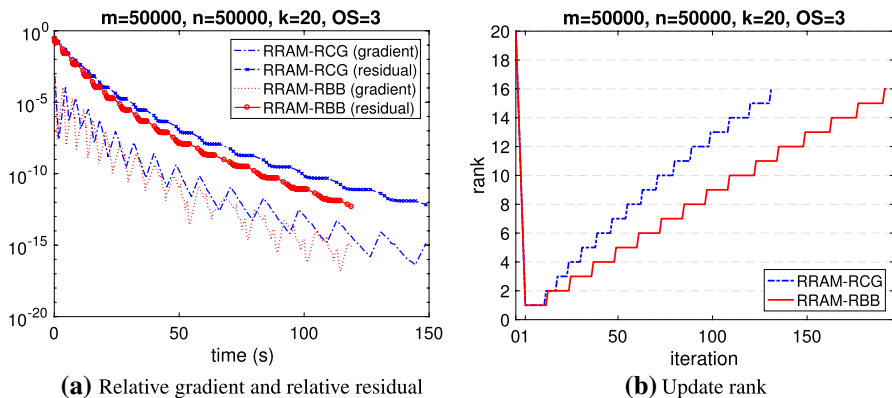 m=50000, n=50000, k=20, OS=3
10^0
10^-5
10^-10
10^-15
10^-20
RRAM-RCG (gradient)
RRAM-RCG (residual)
RRAM-RBB (gradient)
RRAM-RBB (residual)
0 50 100 150
time (s)
(a) Relative gradient and relative residual
m=50000, n=50000, k=20, OS=3
20
18
16
14
12
10
8
6
4
2
rank
RRAM-RCG
RRAM-RBB
01 50 100 150
iteration
(b) Update rank